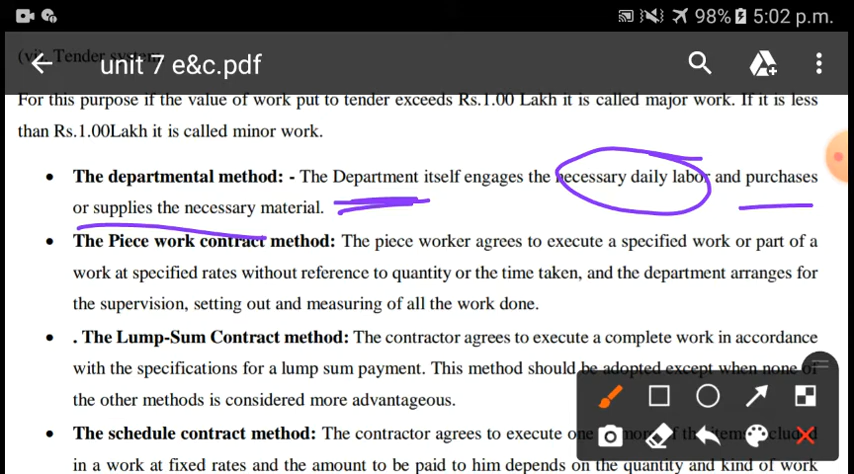 98% 5:02 p.m.
(vii. Tender system
unit 7 e&c.pdf
For this purpose if the value of work put to tender exceeds Rs.1.00 Lakh it is called major work. If it is less
than Rs.1.00Lakh it is called minor work.
• The departmental method: - The Department itself engages the necessary daily labor and purchases
or supplies the necessary material.
• The Piece work contract method: The piece worker agrees to execute a specified work or part of a
work at specified rates without reference to quantity or the time taken, and the department arranges for
the supervision, setting out and measuring of all the work done.
• . The Lump-Sum Contract method: The contractor agrees to execute a complete work in accordance
with the specifications for a lump sum payment. This method should be adopted except when none of
the other methods is considered more advantageous.
• The schedule contract method: The contractor agrees to execute one more of the items included
in a work at fixed rates and the amount to be paid to him depends on the quantity and kind of work